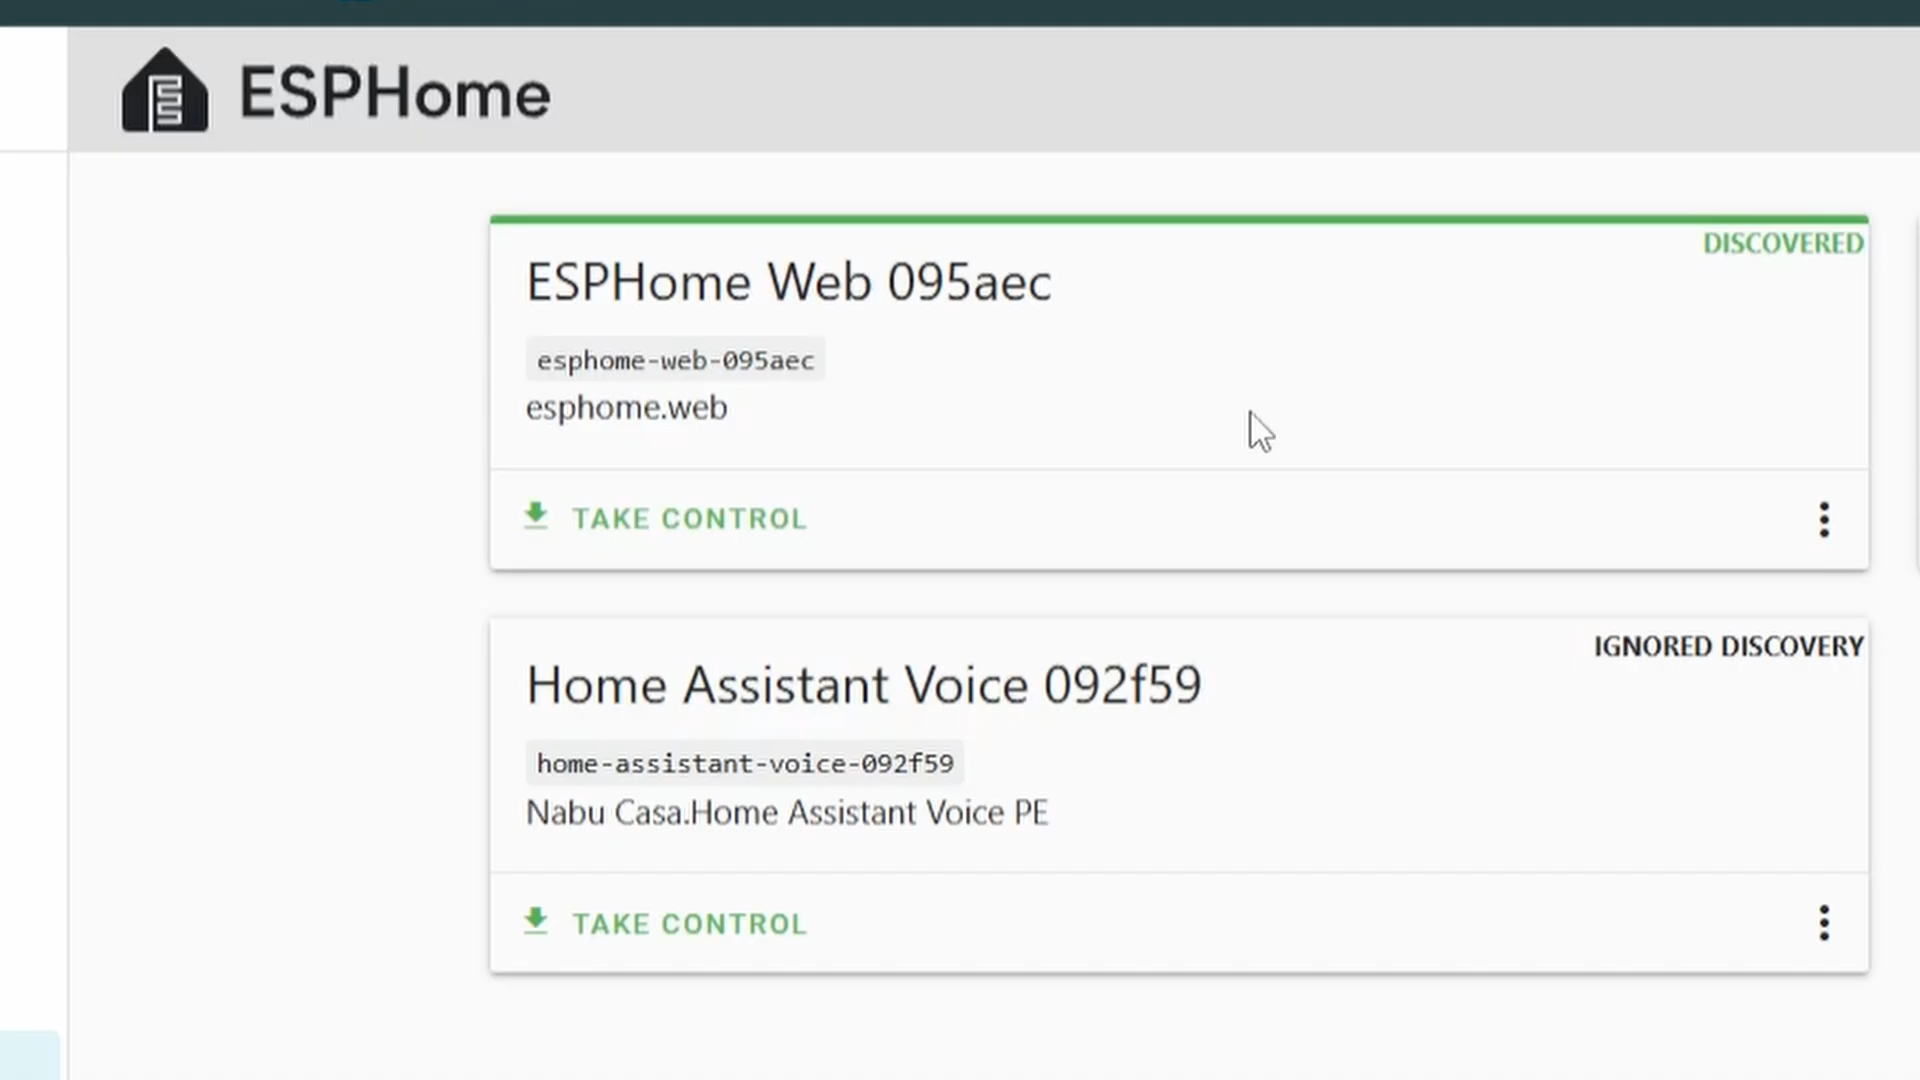 ESPHome
DISCOVERED
ESPHome Web 095aec
esphome-web-095aec
esphome.web
TAKE CONTROL
IGNORED DISCOVERY
Home Assistant Voice 092f59
home-assistant-voice-092f59
Nabu Casa.Home Assistant Voice PE
TAKE CONTROL